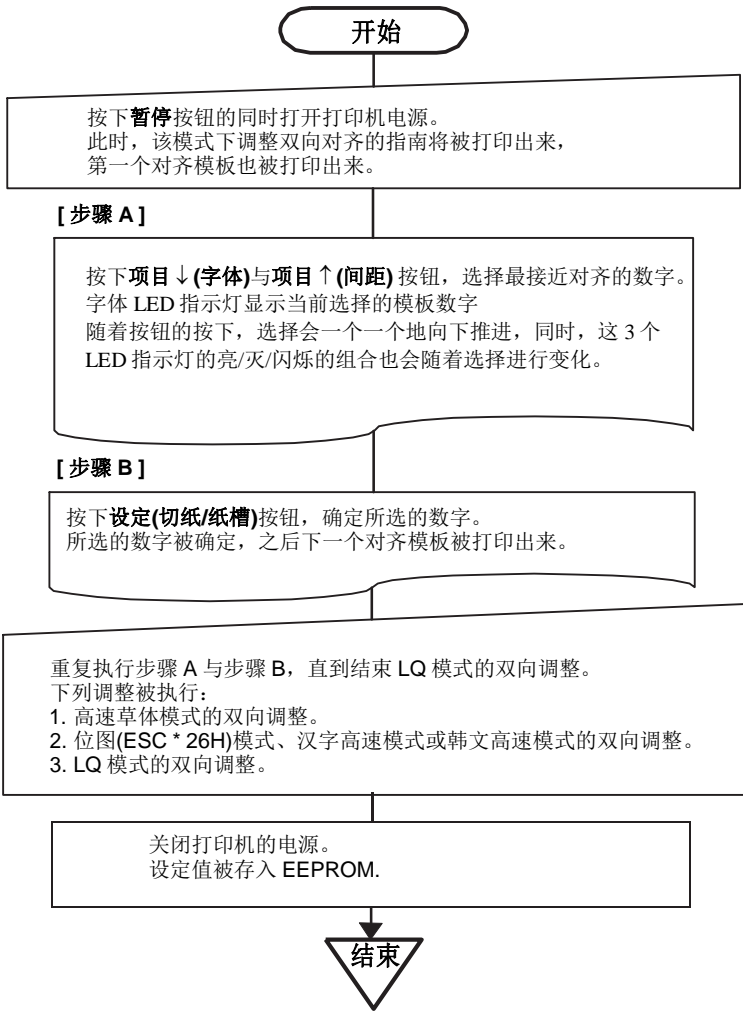 开始
按下暂停按钮的同时打开打印机电源。
此时，该模式下调整双向对齐的指南将被打印出来，
第一个对齐模板也被打印出来。
[ 步骤 A ]
按下项目↓(字体)与项目↑(间距) 按钮，选择最接近对齐的数字。
字体 LED 指示灯显示当前选择的模板数字
随着按钮的按下，选择会一个一个地向下推进，同时，这 3 个
LED 指示灯的亮/灭/闪烁的组合也会随着选择进行变化。
[ 步骤 B ]
按下设定(切纸/纸槽)按钮，确定所选的数字。
所选的数字被确定，之后下一个对齐模板被打印出来。
重复执行步骤 A 与步骤 B，直到结束 LQ 模式的双向调整。
下列调整被执行：
1. 高速草体模式的双向调整。
2. 位图(ESC * 26H)模式、汉字高速模式或韩文高速模式的双向调整。
3. LQ 模式的双向调整。
关闭打印机的电源。
设定值被存入 EEPROM.
结束